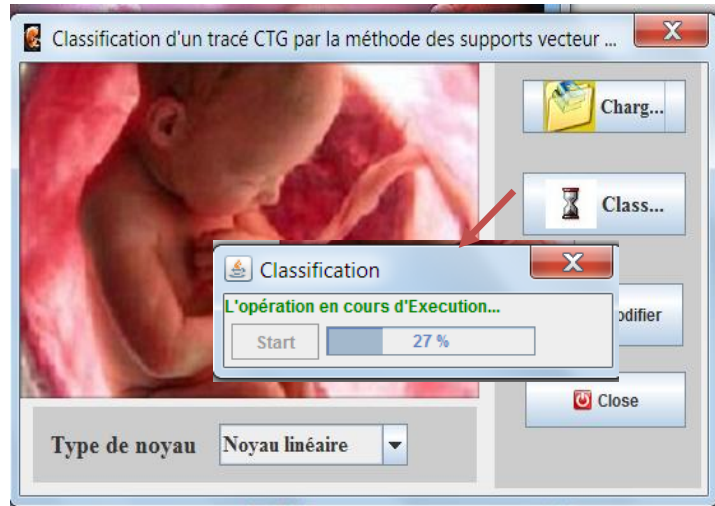 Classification d'un tracé CTG par la méthode des supports vecteur ...
Charg...
Class...
Classification
L'opération en cours d'Execution...
Start
27 %
odifier
Close
Type de noyau
Noyau linéaire